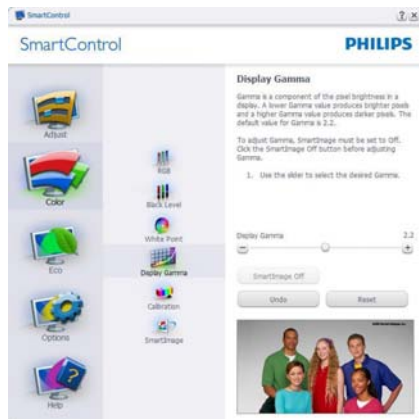 SmartControl
SmartControl
PHILIPS
Adjust
Color
Eco
Options
Help
RGB
Black Level
White Point
Display Gamma
Calibration
SmartImage
Display Gamma
Gamma is a component of the pixel brightness in a
display. A lower Gamma value produces brighter pixels
and a higher Gamma value produces darker pixels. The
default value for Gamma is 2.2.
To adjust Gamma, SmartImage must be set to Off.
Click the SmartImage Off button before adjusting
Gamma.
1. Use the slider to select the desired Gamma.
Display Gamma 2.2
SmartImage Off
Undo
Reset